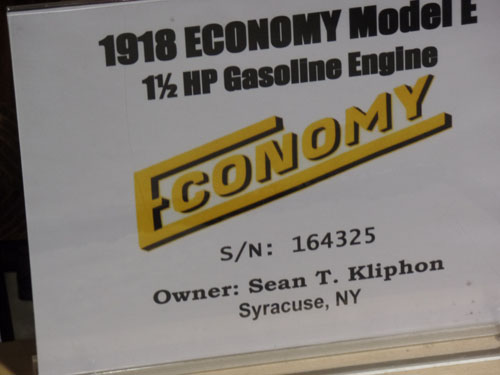 1918 ECONOMY Model E
1½ HP Gasoline Engine
ECONOMY
S/N: 164325
Owner: Sean T. Kliphon
Syracuse, NY